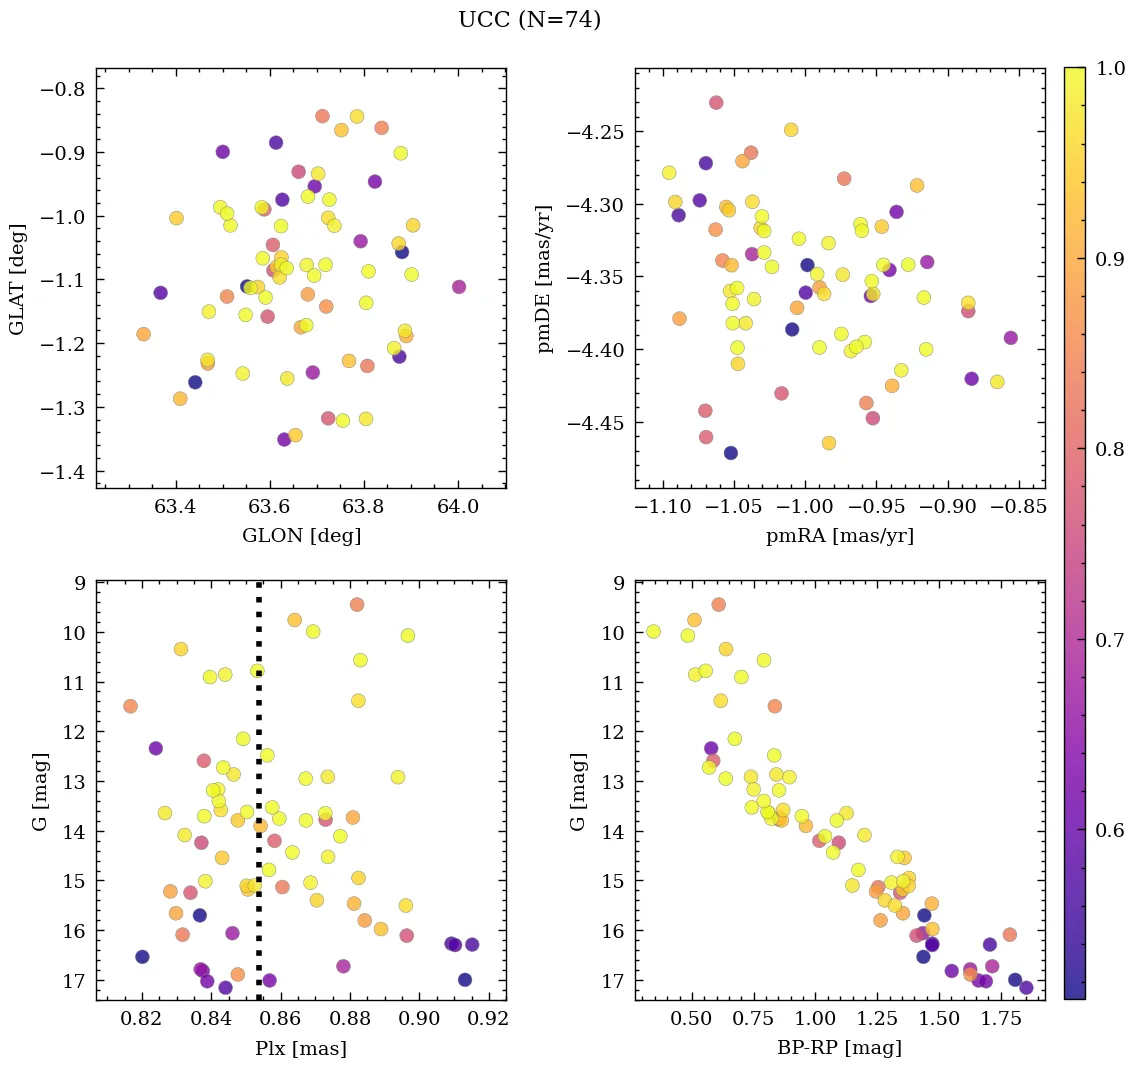 UCC (N=74)
−0.8
−0.9
−1.0
−1.1
−1.2
−1.3
−1.4
GLAT [deg]
63.4 63.6 63.8 64.0
GLON [deg]
−4.25
−4.30
−4.35
−4.40
−4.45
pmDE [mas/yr]
−1.10 −1.05 −1.00 −0.95 −0.90 −0.85
pmRA [mas/yr]
1.0
0.9
0.8
0.7
0.6
9
10
11
12
13
14
15
16
17
G [mag]
0.82 0.84 0.86 0.88 0.90 0.92
Plx [mas]
9
10
11
12
13
14
15
16
17
G [mag]
0.50 0.75 1.00 1.25 1.50 1.75
BP-RP [mag]